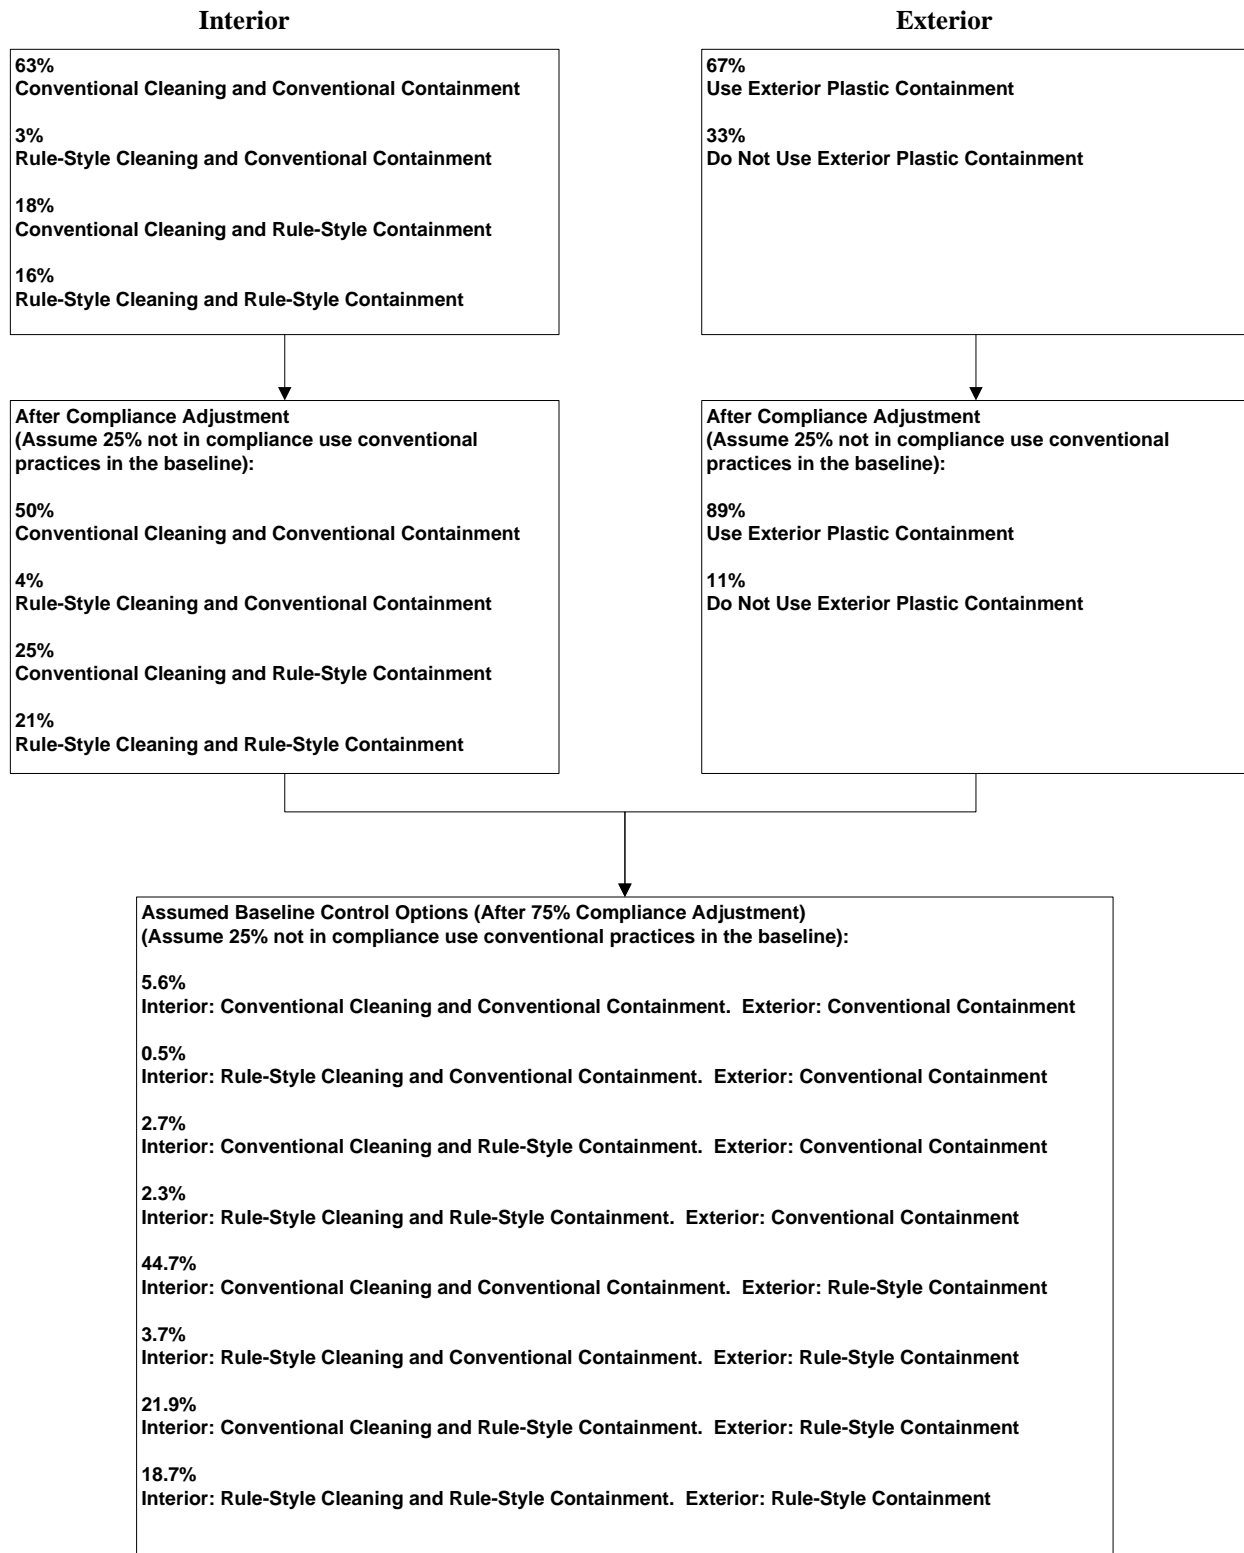 Interior
Exterior
63%
Conventional Cleaning and Conventional Containment
3%
Rule-Style Cleaning and Conventional Containment
18%
Conventional Cleaning and Rule-Style Containment
16%
Rule-Style Cleaning and Rule-Style Containment
67%
Use Exterior Plastic Containment
33%
Do Not Use Exterior Plastic Containment
After Compliance Adjustment
(Assume 25% not in compliance use conventional
practices in the baseline):
50%
Conventional Cleaning and Conventional Containment
4%
Rule-Style Cleaning and Conventional Containment
25%
Conventional Cleaning and Rule-Style Containment
21%
Rule-Style Cleaning and Rule-Style Containment
After Compliance Adjustment
(Assume 25% not in compliance use conventional
practices in the baseline):
89%
Use Exterior Plastic Containment
11%
Do Not Use Exterior Plastic Containment
Assumed Baseline Control Options (After 75% Compliance Adjustment)
(Assume 25% not in compliance use conventional practices in the baseline):
5.6%
Interior: Conventional Cleaning and Conventional Containment.  Exterior: Conventional Containment
0.5%
Interior: Rule-Style Cleaning and Conventional Containment.  Exterior: Conventional Containment
2.7%
Interior: Conventional Cleaning and Rule-Style Containment.  Exterior: Conventional Containment
2.3%
Interior: Rule-Style Cleaning and Rule-Style Containment.  Exterior: Conventional Containment
44.7%
Interior: Conventional Cleaning and Conventional Containment.  Exterior: Rule-Style Containment
3.7%
Interior: Rule-Style Cleaning and Conventional Containment.  Exterior: Rule-Style Containment
21.9%
Interior: Conventional Cleaning and Rule-Style Containment.  Exterior: Rule-Style Containment
18.7%
Interior: Rule-Style Cleaning and Rule-Style Containment.  Exterior: Rule-Style Containment